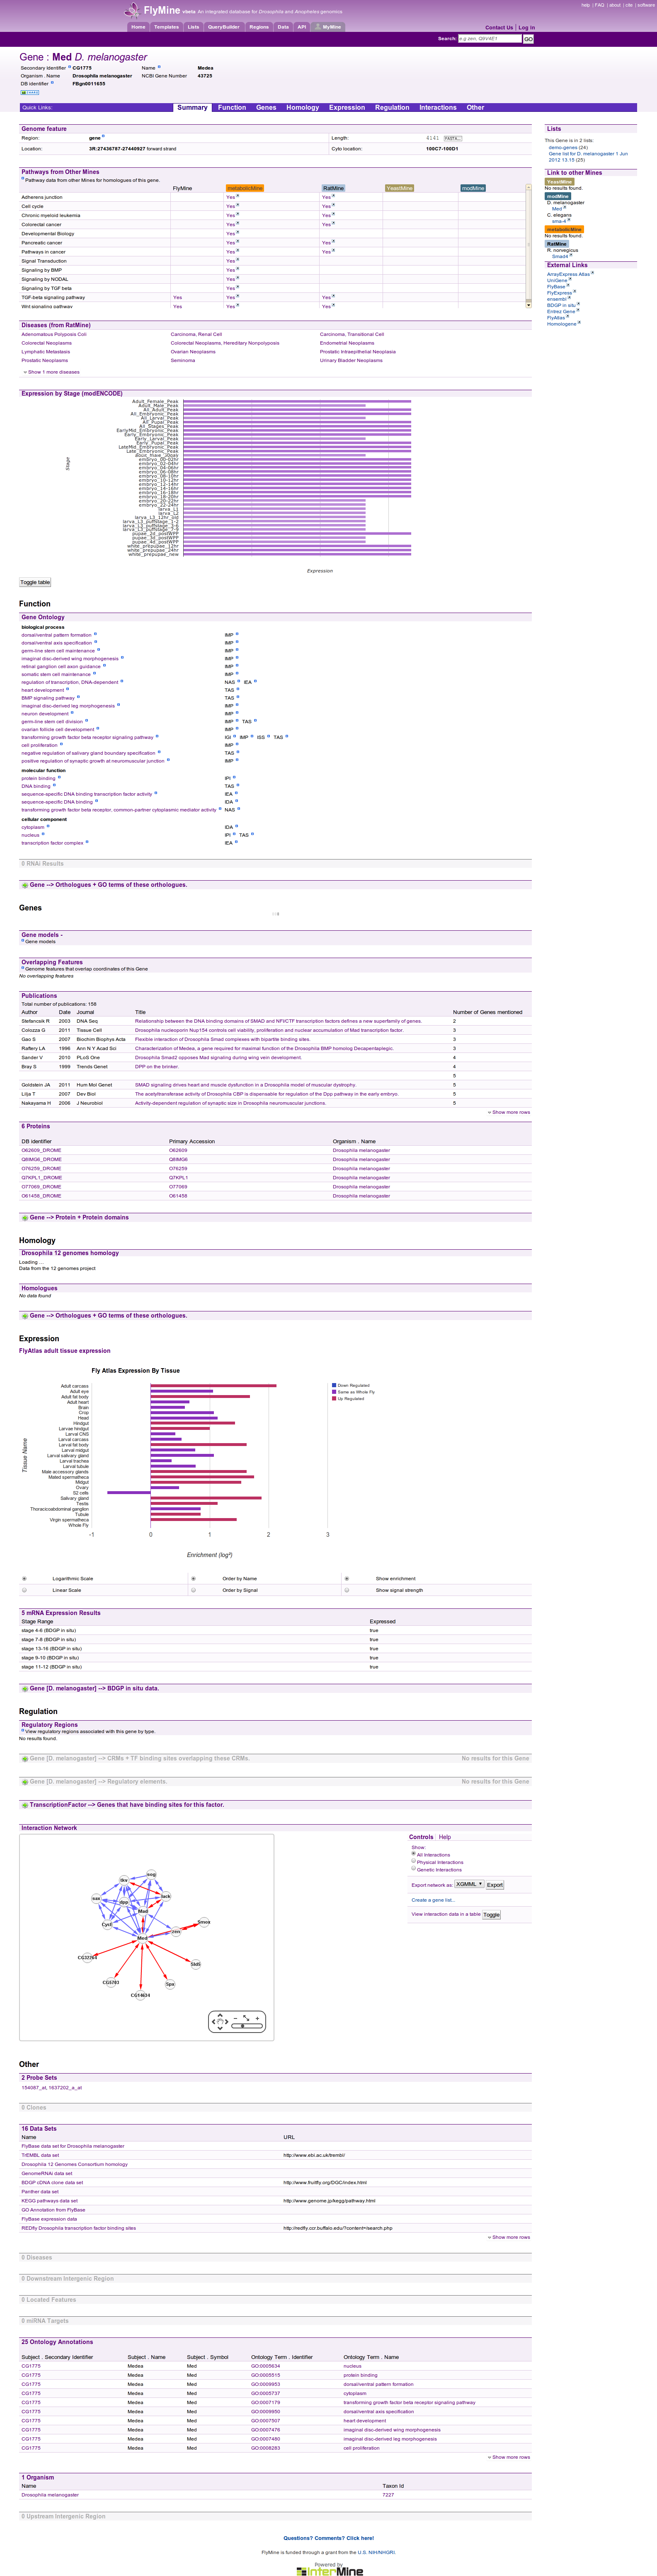 help | FAQ | about | cite | software
FlyMine An integrated database for Drosophila and Anopheles genomics
Home Templates Lists QueryBuilder Regions Data API MyMine
Contact Us | Log in
Search: e.g zen, Q9V4E1 GO
Gene : Med D. melanogaster
Secondary Identifier CG1775 Name Medea
Organism . Name Drosophila melanogaster NCBI Gene Number 43725
DB identifier FBgn0011655
Quick Links: Summary Function Genes Homology Expression Regulation Interactions Other
Genome feature
Region: gene Length: 4141 FASTA...
Location: 3R:27436787-27440927 forward strand Cyto location: 100C7-100D1
Pathways from Other Mines
Pathway data from other Mines for homologues of this gene.
FlyMine metabolicMine RatMine YeastMine modMine
Adherens junction Yes Yes
Cell cycle Yes Yes
Chronic myeloid leukemia Yes Yes
Colorectal cancer Yes Yes
Developmental Biology Yes
Pancreatic cancer Yes Yes
Pathways in cancer Yes Yes
Signal Transduction Yes
Signaling by BMP Yes
Signaling by NODAL Yes
Signaling by TGF beta Yes
TGF-beta signaling pathway Yes Yes Yes
Wnt signaling pathway Yes Yes Yes
Diseases (from RatMine)
Adenomatous Polyposis Coli Carcinoma, Renal Cell Carcinoma, Transitional Cell
Colorectal Neoplasms Colorectal Neoplasms, Hereditary Nonpolyposis Endometrial Neoplasms
Lymphatic Metastasis Ovarian Neoplasms Prostatic Intraepithelial Neoplasia
Prostatic Neoplasms Seminoma Urinary Bladder Neoplasms
Show 1 more diseases
Expression by Stage (modENCODE)
Stage
Adult_Female_Peak
Adult_Male_Peak
All_Adult_Peak
All_Embryonic_Peak
All_Larval_Peak
All_Pupal_Peak
All_Stages_Peak
EarlyMid_Embryonic_Peak
Early_Embryonic_Peak
Early_Larval_Peak
Early_Pupal_Peak
LateMid_Embryonic_Peak
Late_Embryonic_Peak
embryo_00-02hr
embryo_02-04hr
embryo_04-06hr
embryo_06-08hr
embryo_08-10hr
embryo_10-12hr
embryo_12-14hr
embryo_14-16hr
embryo_16-18hr
embryo_18-20hr
embryo_20-22hr
embryo_22-24hr
larva_L1
larva_L2
larva_L3_12hr_old
larva_L3_puffstage_1-2
larva_L3_puffstage_3-6
larva_L3_puffstage_7-9
pupae_2d_postWPP
pupae_3d_postWPP
pupae_4d_postWPP
white_prepupae_12hr
white_prepupae_24hr
white_prepupae_new
Expression
Toggle table
Function
Gene Ontology
biological process
dorsal/ventral pattern formation IMP
dorsal/ventral axis specification IMP
germ-line stem cell maintenance IMP
imaginal disc-derived wing morphogenesis IMP
retinal ganglion cell axon guidance IMP
somatic stem cell maintenance IMP
regulation of transcription, DNA-dependent NAS IEA
heart development TAS
BMP signaling pathway TAS
imaginal disc-derived leg morphogenesis IMP
neuron development IMP
germ-line stem cell division IMP TAS
ovarian follicle cell development IMP
transforming growth factor beta receptor signaling pathway IGI IMP ISS TAS
cell proliferation IMP
negative regulation of salivary gland boundary specification TAS
positive regulation of synaptic growth at neuromuscular junction IMP
molecular function
protein binding IPI
DNA binding TAS
sequence-specific DNA binding transcription factor activity IEA
sequence-specific DNA binding IDA
transforming growth factor beta receptor, common-partner cytoplasmic mediator activity NAS
cellular component
cytoplasm IDA
nucleus IPI TAS
transcription factor complex IEA
0 RNAi Results
Gene --> Orthologues + GO terms of these orthologues.
Genes
Gene models -
Gene models
Overlapping Features
Genome features that overlap coordinates of this Gene
No overlapping features
Publications
Total number of publications: 158
Author Date Journal Title Number of Genes mentioned
Stefancsik R 2003 DNA Seq Relationship between the DNA binding domains of SMAD and NFI/CTF transcription factors defines a new superfamily of genes. 2
Colozza G 2011 Tissue Cell Drosophila nucleoporin Nup154 controls cell viability, proliferation and nuclear accumulation of Mad transcription factor. 3
Gao S 2007 Biochim Biophys Acta Flexible interaction of Drosophila Smad complexes with bipartite binding sites. 3
Raftery LA 1996 Ann N Y Acad Sci Characterization of Medea, a gene required for maximal function of the Drosophila BMP homolog Decapentaplegic. 3
Sander V 2010 PLoS One Drosophila Smad2 opposes Mad signaling during wing vein development. 4
Bray S 1999 Trends Genet DPP on the brinker. 4
5
Goldstein JA 2011 Hum Mol Genet SMAD signaling drives heart and muscle dysfunction in a Drosophila model of muscular dystrophy. 5
Lilja T 2007 Dev Biol The acetyltransferase activity of Drosophila CBP is dispensable for regulation of the Dpp pathway in the early embryo. 5
Nakayama H 2006 J Neurobiol Activity-dependent regulation of synaptic size in Drosophila neuromuscular junctions. 5
Show more rows
6 Proteins
DB identifier Primary Accession Organism . Name
O62609_DROME O62609 Drosophila melanogaster
Q8IMG6_DROME Q8IMG6 Drosophila melanogaster
O76259_DROME O76259 Drosophila melanogaster
Q7KPL1_DROME Q7KPL1 Drosophila melanogaster
O77069_DROME O77069 Drosophila melanogaster
O61458_DROME O61458 Drosophila melanogaster
Gene --> Protein + Protein domains
Homology
Drosophila 12 genomes homology
Loading ...
Data from the 12 genomes project
Homologues
No data found
Gene --> Orthologues + GO terms of these orthologues.
Expression
FlyAtlas adult tissue expression
Fly Atlas Expression By Tissue
Tissue Name
Adult carcass
Adult eye
Adult fat body
Adult heart
Brain
Crop
Head
Hindgut
Larvae hindgut
Larval CNS
Larval carcass
Larval fat body
Larval midgut
Larval salivary gland
Larval trachea
Larval tubule
Male accessory glands
Mated spermatheca
Midgut
Ovary
S2 cells
Salivary gland
Testis
Thoracicoabdominal ganglion
Tubule
Virgin spermatheca
Whole Fly
Down Regulated
Same as Whole Fly
Up Regulated
-1 0 1 2 3
Enrichment (log²)
Logarithmic Scale Order by Name Show enrichment
Linear Scale Order by Signal Show signal strength
5 mRNA Expression Results
Stage Range Expressed
stage 4-6 (BDGP in situ) true
stage 7-8 (BDGP in situ) true
stage 13-16 (BDGP in situ) true
stage 9-10 (BDGP in situ) true
stage 11-12 (BDGP in situ) true
Gene [D. melanogaster] --> BDGP in situ data.
Regulation
Regulatory Regions
View regulatory regions associated with this gene by type.
No results found.
Gene [D. melanogaster] --> CRMs + TF binding sites overlapping these CRMs. No results for this Gene
Gene [D. melanogaster] --> Regulatory elements. No results for this Gene
TranscriptionFactor --> Genes that have binding sites for this factor.
Interaction Network
Controls Help
Show:
All Interactions
Physical Interactions
Genetic Interactions
Export network as: XGMML Export
Create a gene list...
View interaction data in a table Toggle
sog
tkv
sax
lack
dpp
Mad
CycE
zen
Smox
Med
CG32264
StdS
CG5703
Spa
CG14634
Other
2 Probe Sets
154087_at, 1637202_a_at
0 Clones
16 Data Sets
Name URL
FlyBase data set for Drosophila melanogaster
TrEMBL data set http://www.ebi.ac.uk/trembl/
Drosophila 12 Genomes Consortium homology
GenomeRNAi data set
BDGP cDNA clone data set http://www.fruitfly.org/DGC/index.html
Panther data set
KEGG pathways data set http://www.genome.jp/kegg/pathway.html
GO Annotation from FlyBase
FlyBase expression data
REDfly Drosophila transcription factor binding sites http://redfly.ccr.buffalo.edu/?content=/search.php
Show more rows
0 Diseases
0 Downstream Intergenic Region
0 Located Features
0 miRNA Targets
25 Ontology Annotations
Subject . Secondary Identifier Subject . Name Subject . Symbol Ontology Term . Identifier Ontology Term . Name
CG1775 Medea Med GO:0005634 nucleus
CG1775 Medea Med GO:0005515 protein binding
CG1775 Medea Med GO:0009953 dorsal/ventral pattern formation
CG1775 Medea Med GO:0005737 cytoplasm
CG1775 Medea Med GO:0007179 transforming growth factor beta receptor signaling pathway
CG1775 Medea Med GO:0009950 dorsal/ventral axis specification
CG1775 Medea Med GO:0007507 heart development
CG1775 Medea Med GO:0007476 imaginal disc-derived wing morphogenesis
CG1775 Medea Med GO:0007480 imaginal disc-derived leg morphogenesis
CG1775 Medea Med GO:0008283 cell proliferation
Show more rows
1 Organism
Name Taxon Id
Drosophila melanogaster 7227
0 Upstream Intergenic Region
Lists
This Gene is in 2 lists:
demo-genes (24)
Gene list for D. melanogaster 1 Jun 2012 13.15 (25)
Link to other Mines
YeastMine
No results found.
modMine
D. melanogaster
Med
C. elegans
sma-4
metabolicMine
No results found.
RatMine
R. norvegicus
Smad4
External Links
ArrayExpress Atlas
UniGene
FlyBase
FlyExpress
ensembl
BDGP in situ
Entrez Gene
FlyAtlas
Homologene
Questions? Comments? Click here!
FlyMine is funded through a grant from the U.S. NIH/NHGRI.
Powered by
InterMine